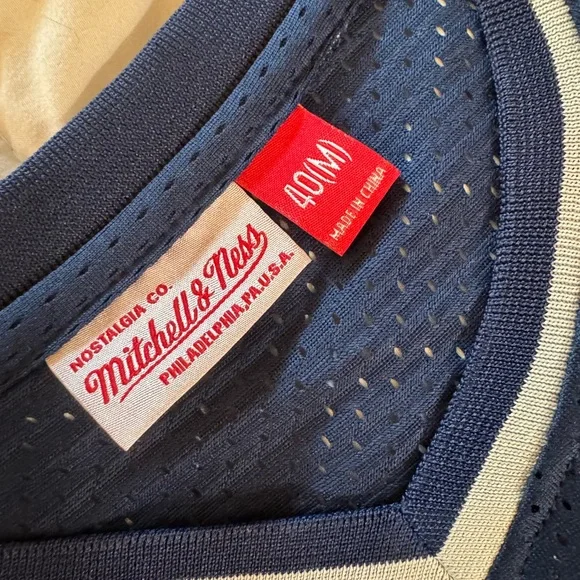 NOSTALGIA CO.
Mitchell & Ness
PHILADELPHIA, PA. U.S.A.
40(M)
MADE IN CHINA